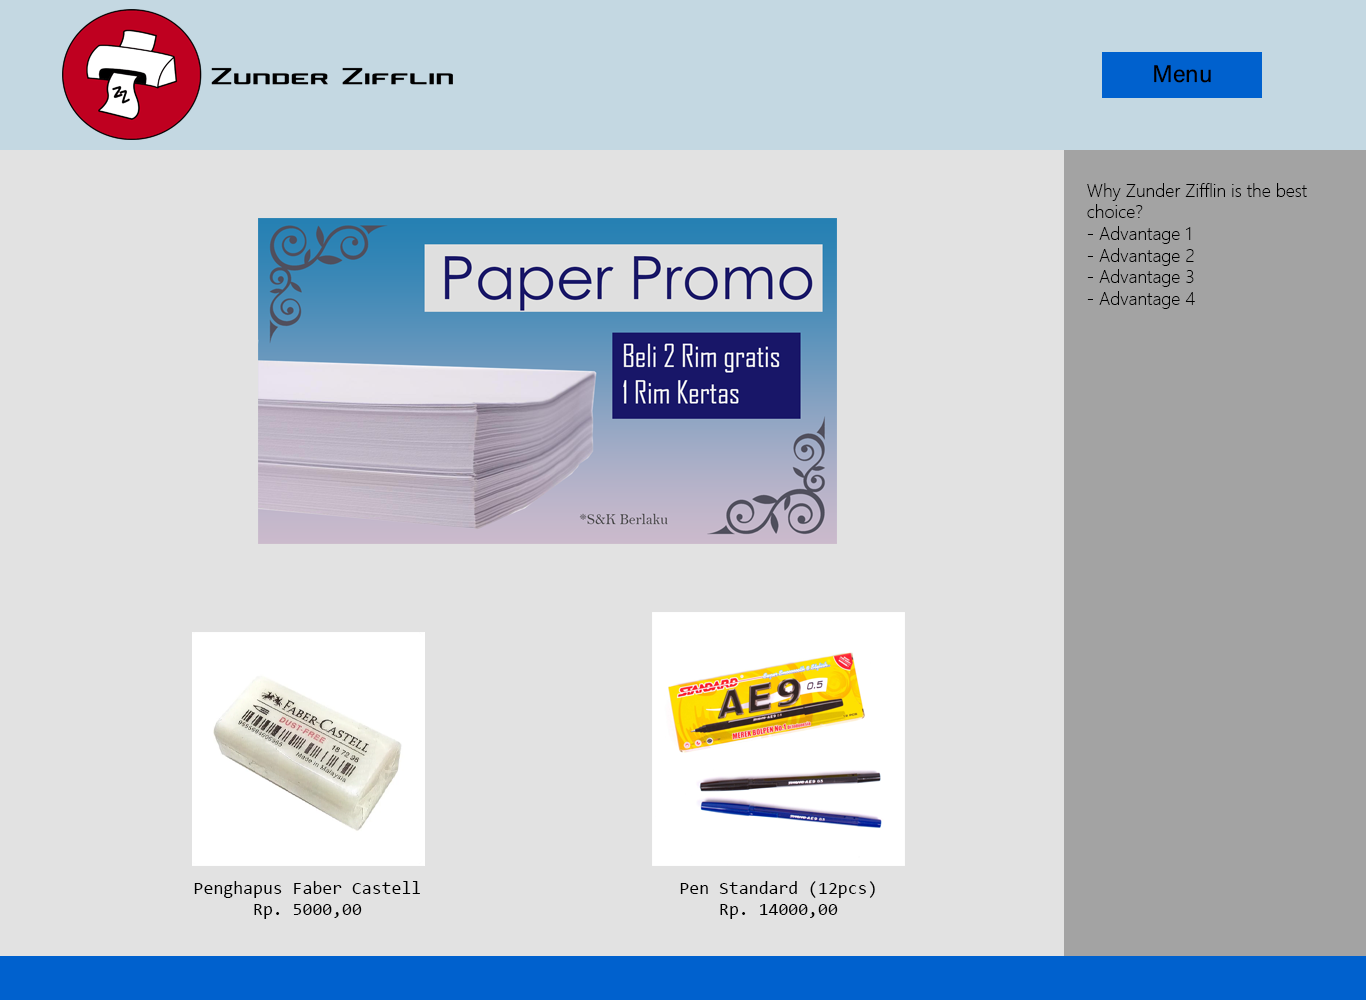 ZZ
Zunder Zifflin
Menu
Paper Promo
Beli 2 Rim gratis
1 Rim Kertas
*S&K Berlaku
Why Zunder Zifflin is the best
choice?
- Advantage 1
- Advantage 2
- Advantage 3
- Advantage 4
FABER-CASTELL
DUST-FREE
18 72 96
Made in Malaysia
STANDARD
AE9 0.5
MEREK BOLPEN No.1
Penghapus Faber Castell
Rp. 5000,00
Pen Standard (12pcs)
Rp. 14000,00